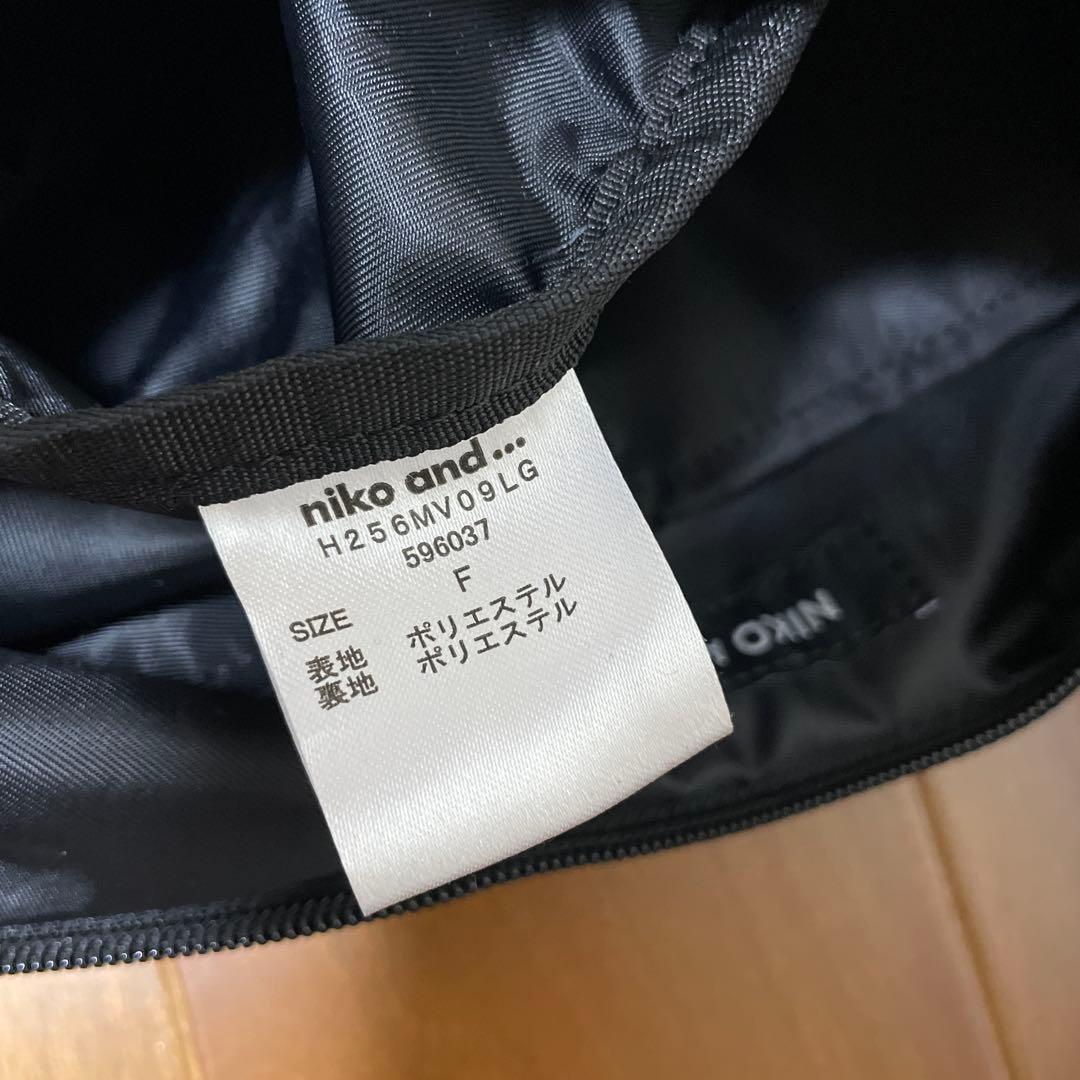 niko and...
H256MV09LG
596037
SIZE F
表地 ポリエステル
裏地 ポリエステル
NIKO